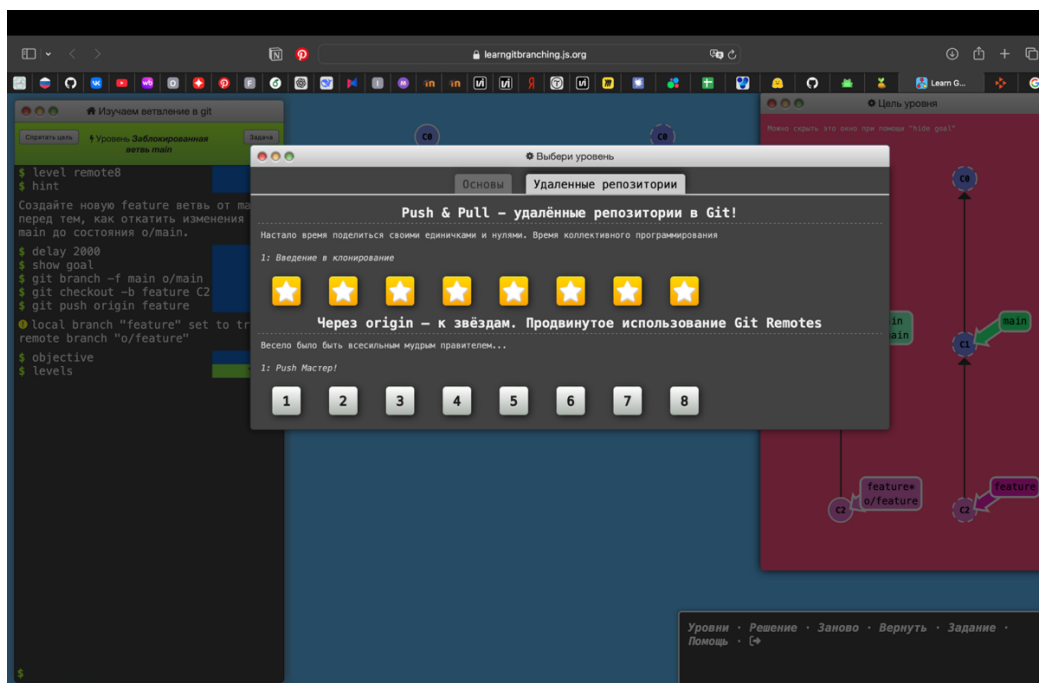 learngitbranching.js.org
Learn G...
Изучаем ветвление в git
Спрятать цель
Уровень Заблокированная
ветвь main
Задача
$ level remote8
$ hint
Создайте новую feature ветвь от ma
перед тем, как откатить изменения
main до состояния o/main.
$ delay 2000
$ show goal
$ git branch -f main o/main
$ git checkout -b feature C2
$ git push origin feature
local branch "feature" set to tr
remote branch "o/feature"
$ objective
$ levels
$
C0
C0
Выбери уровень
Основы
Удаленные репозитории
Push & Pull – удалённые репозитории в Git!
Настало время поделиться своими единичками и нулями. Время коллективного программирования
1: Введение в клонирование
Через origin – к звёздам. Продвинутое использование Git Remotes
Весело было быть всесильным мудрым правителем...
1: Push Мастер!
1 2 3 4 5 6 7 8
Цель уровня
Можно скрыть это окно при помощи "hide goal"
C0
in
ain
main
C1
feature*
o/feature
C2
feature
C2
Уровни · Решение · Заново · Вернуть · Задание ·
Помощь ·